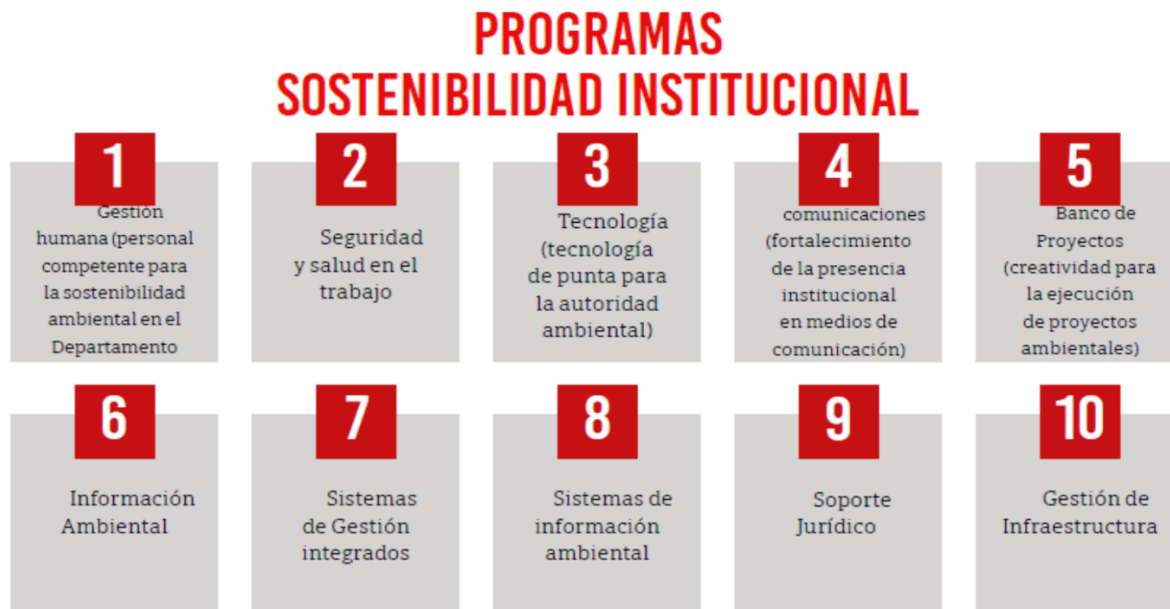 PROGRAMAS
SOSTENIBILIDAD INSTITUCIONAL
1
Gestión
humana (personal
competente para
la sostenibilidad
ambiental en el
Departamento
2
Seguridad
y salud en el
trabajo
3
Tecnología
(tecnología
de punta para
la autoridad
ambiental)
4
comunicaciones
(fortalecimiento
de la presencia
institucional
en medios de
comunicación)
5
Banco de
Proyectos
(creatividad para
la ejecución
de proyectos
ambientales)
6
Información
Ambiental
7
Sistemas
de Gestión
integrados
8
Sistemas de
información
ambiental
9
Soporte
Jurídico
10
Gestión de
Infraestructura